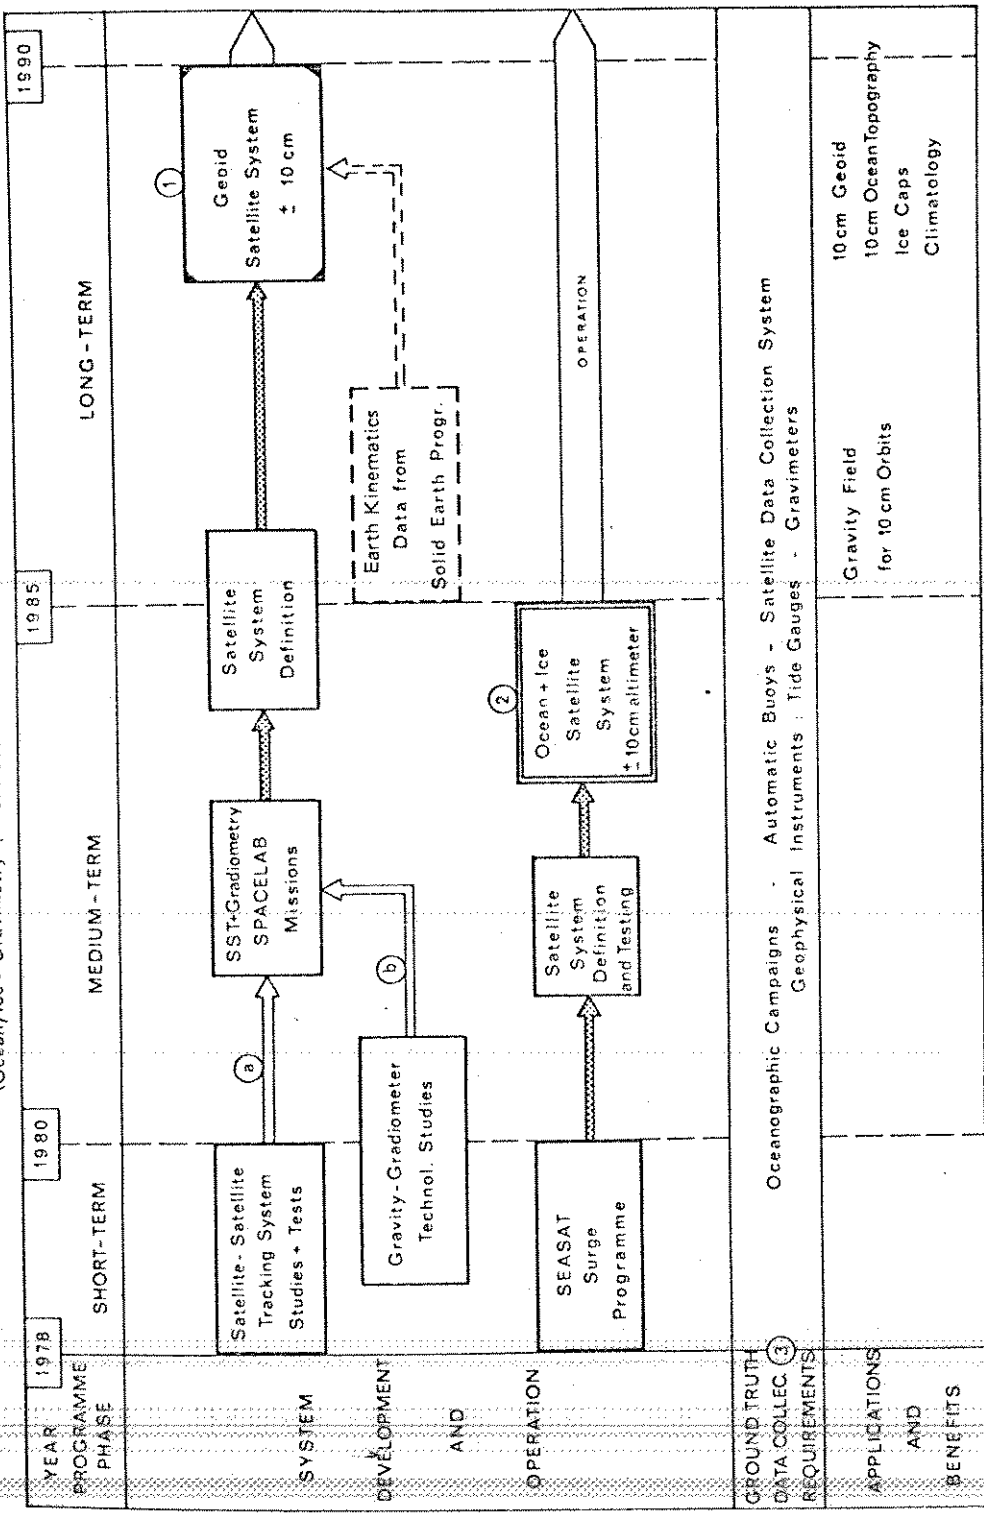 YEAR
1978
1980
1985
1990
PROGRAMME
PHASE
SHORT-TERM
MEDIUM-TERM
LONG-TERM
SYSTEM
DEVELOPMENT
AND
OPERATION
Satellite-Satellite
Tracking System
Studies + Tests
a
SST+Gradiometry
SPACELAB
Missions
Satellite
System
Definition
1
Geoid
Satellite System
± 10 cm
Gravity-Gradiometer
Technol. Studies
b
Earth Kinematics
Data from
Solid Earth Progr.
SEASAT
Surge
Programme
Satellite
System
Definition
and Testing
2
Ocean + Ice
Satellite
System
± 10cm altimeter
OPERATION
GROUND TRUTH
DATA COLLEC. 3
REQUIREMENTS
Oceanographic Campaigns - Automatic Buoys - Satellite Data Collection System
Geophysical Instruments : Tide Gauges - Gravimeters
APPLICATIONS
AND
BENEFITS
Gravity Field
for 10 cm Orbits
10 cm Geoid
10 cm Ocean Topography
Ice Caps
Climatology